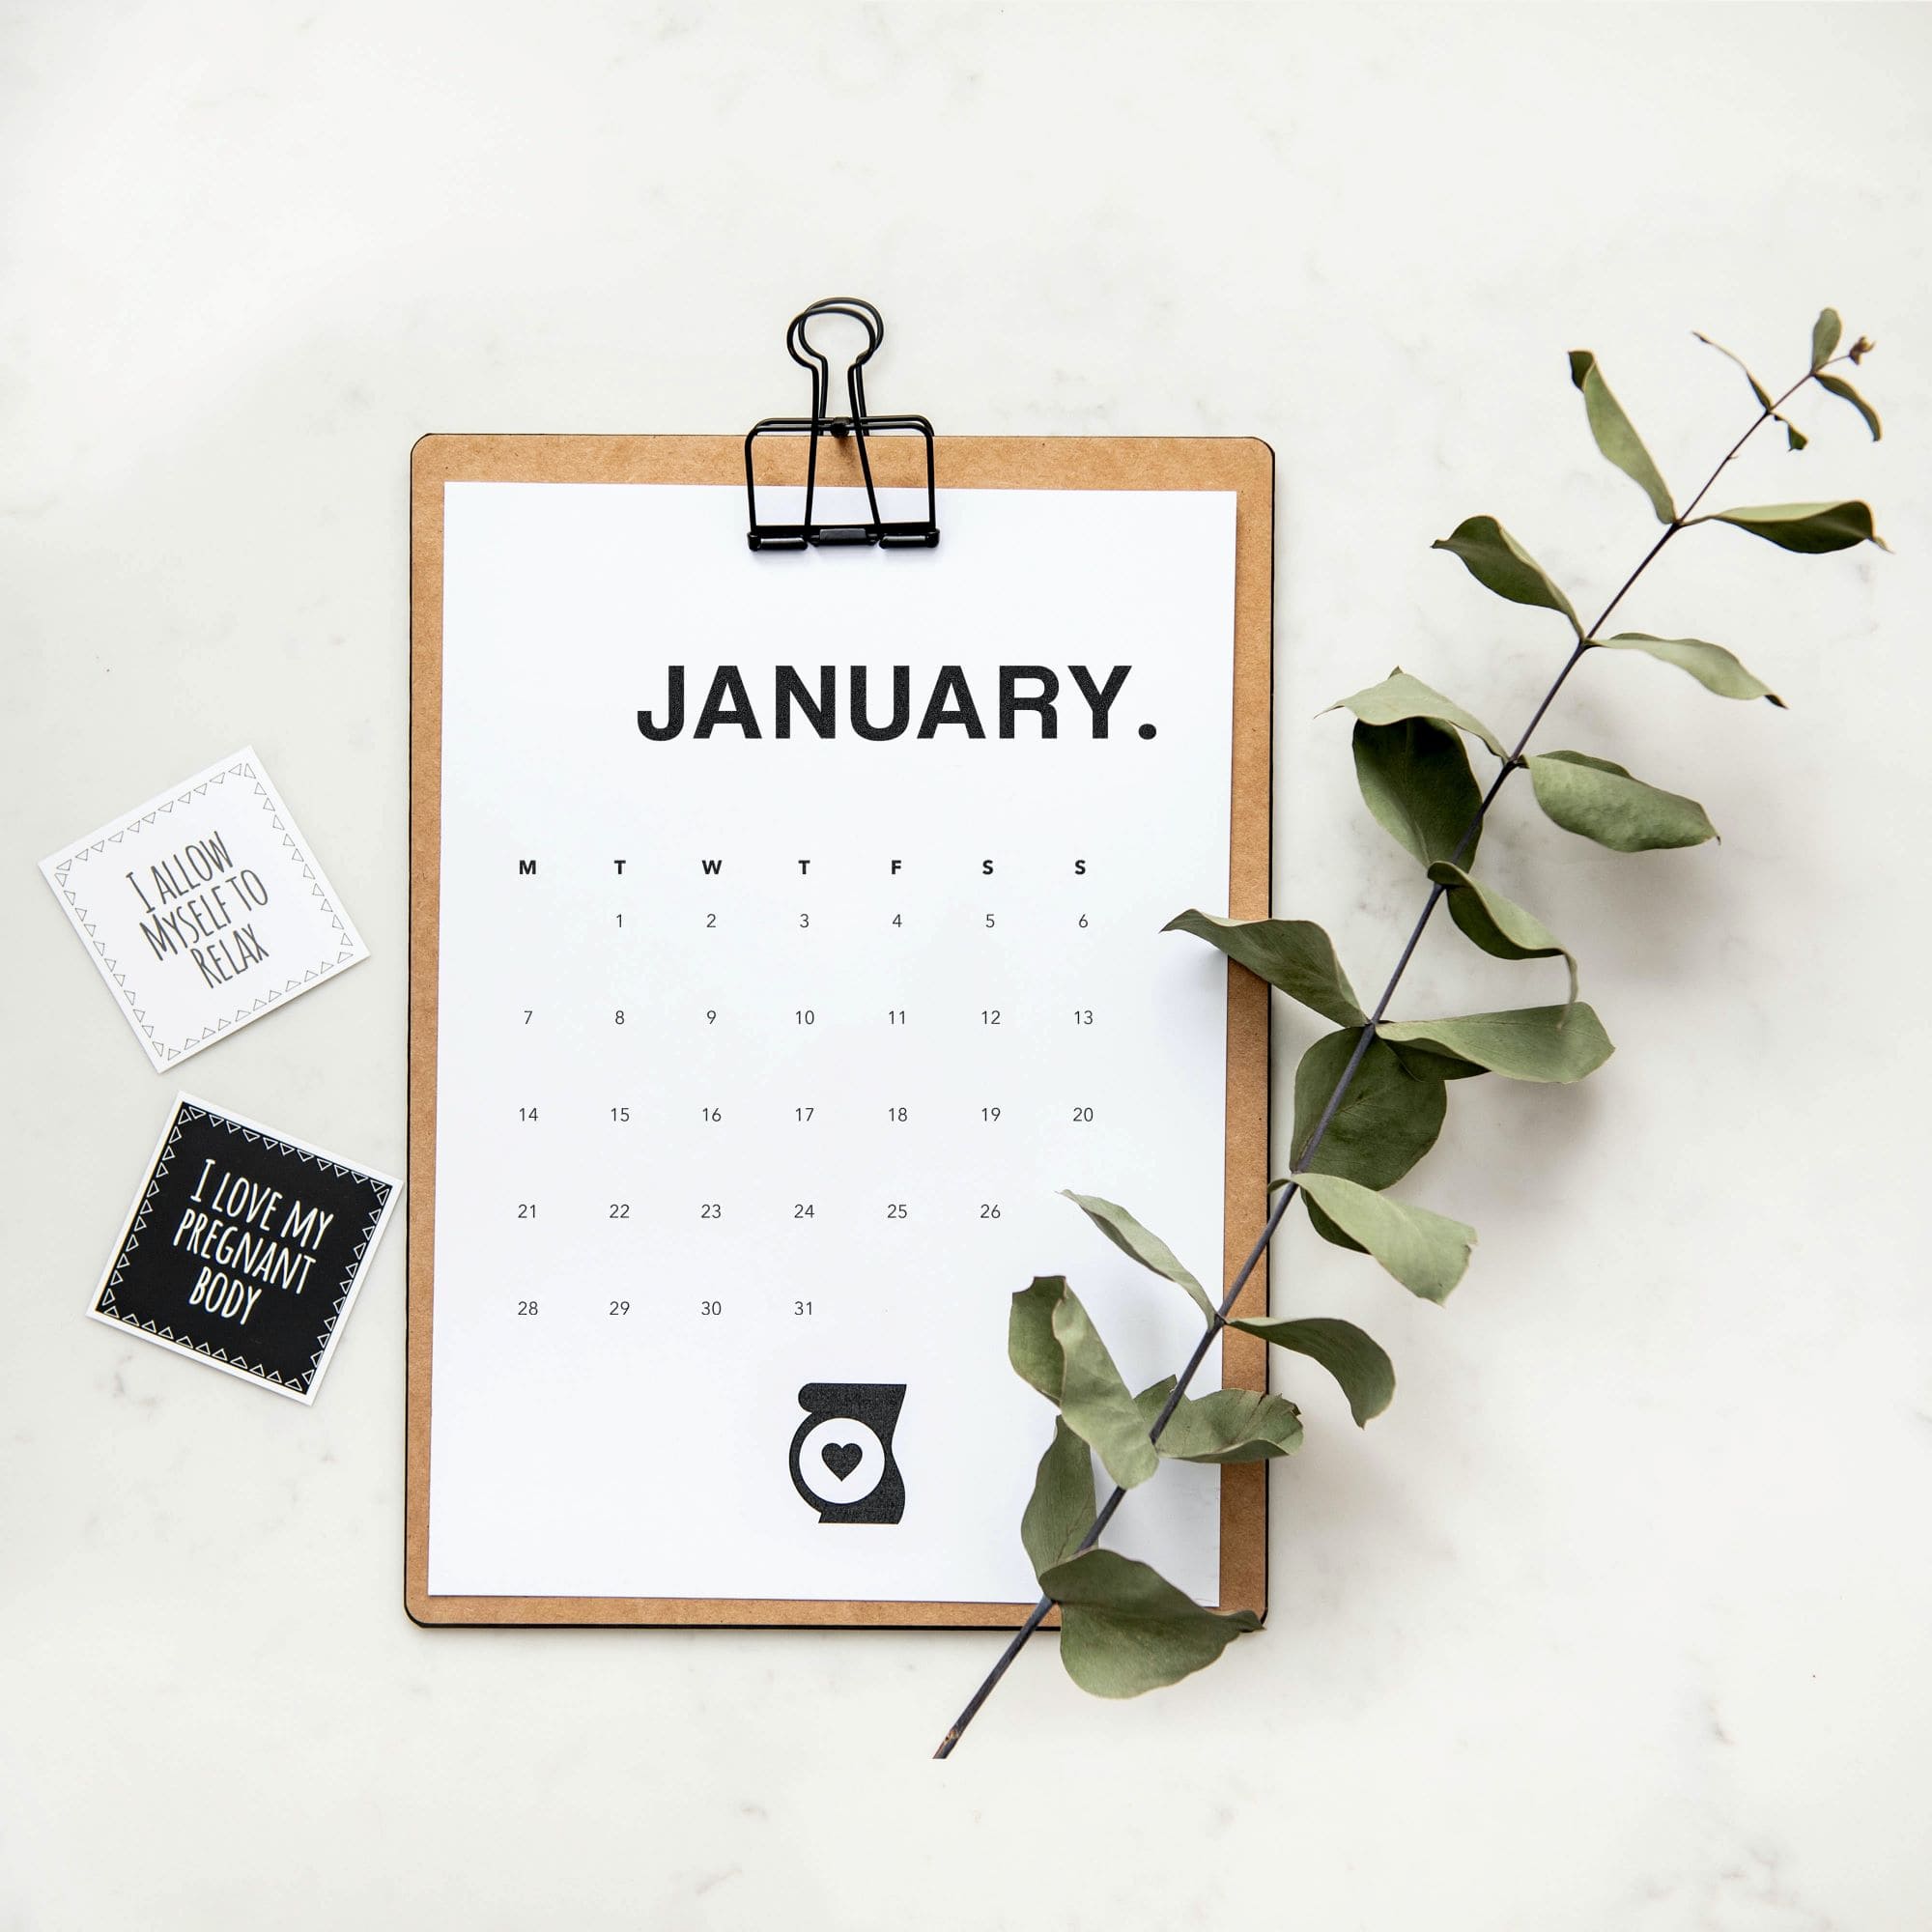 JANUARY.
M T W T F S S
1 2 3 4 5 6
7 8 9 10 11 12 13
14 15 16 17 18 19 20
21 22 23 24 25 26
28 29 30 31
I ALLOW
MYSELF TO
RELAX
I LOVE MY
PREGNANT
BODY